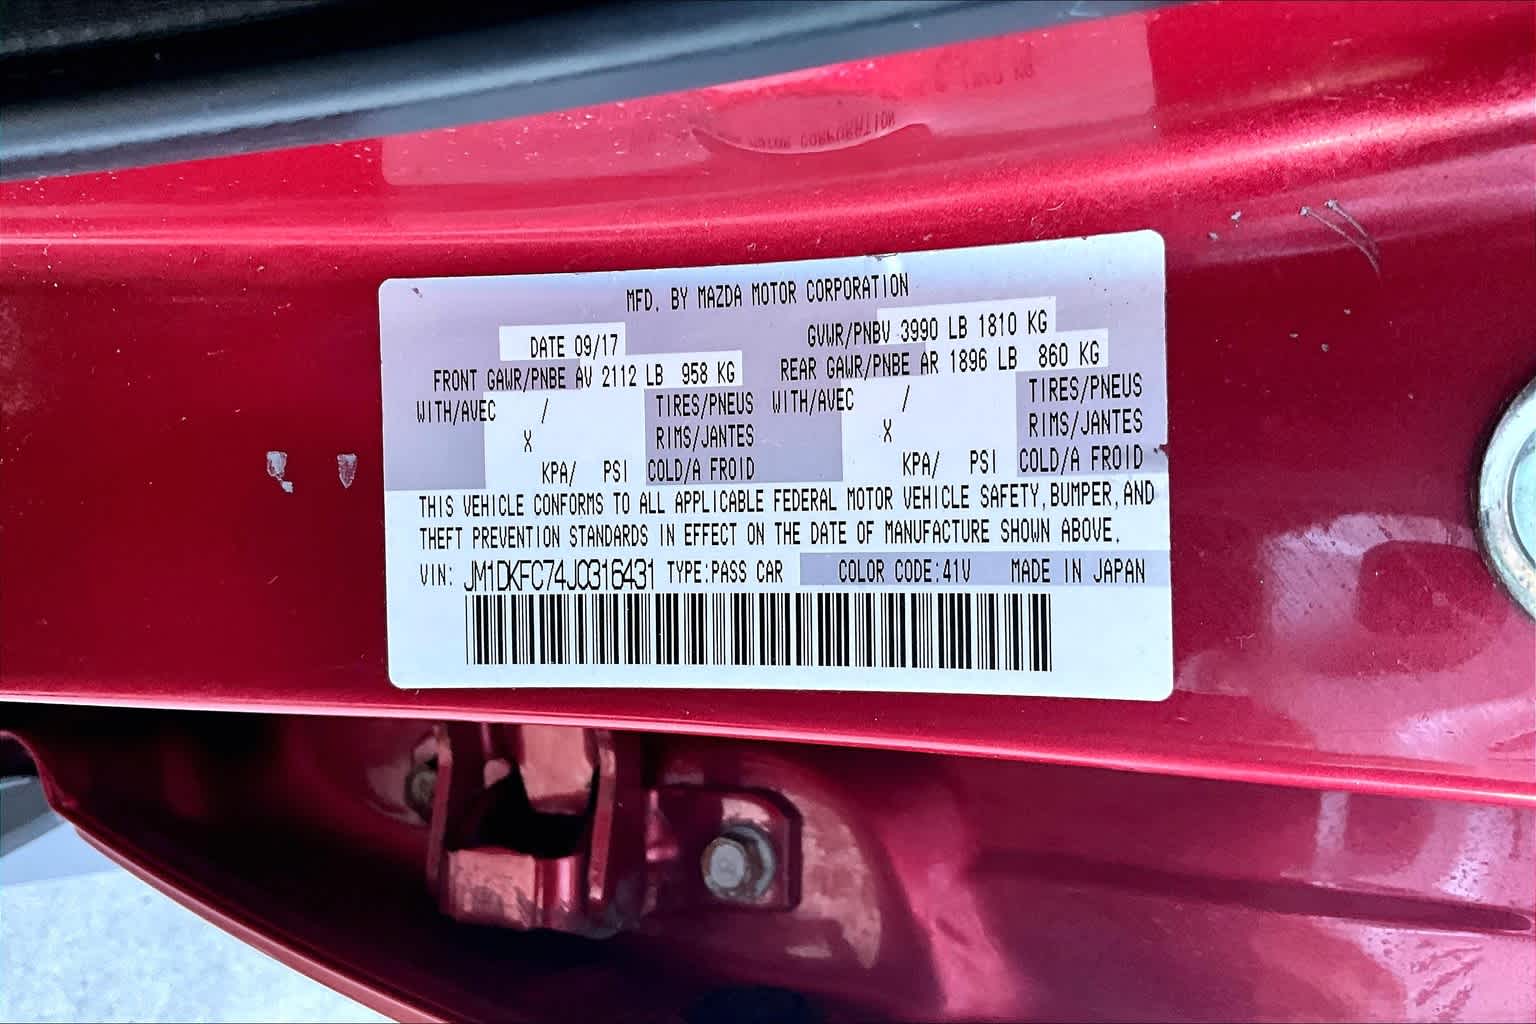 MFD. BY MAZDA MOTOR CORPORATION
DATE 09/17 GVWR/PNBV 3990 LB 1810 KG
FRONT GAWR/PNBE AV 2112 LB 958 KG REAR GAWR/PNBE AR 1896 LB 860 KG
WITH/AVEC / TIRES/PNEUS WITH/AVEC / TIRES/PNEUS
X RIMS/JANTES X RIMS/JANTES
KPA/ PSI COLD/A FROID KPA/ PSI COLD/A FROID
THIS VEHICLE CONFORMS TO ALL APPLICABLE FEDERAL MOTOR VEHICLE SAFETY, BUMPER, AND
THEFT PREVENTION STANDARDS IN EFFECT ON THE DATE OF MANUFACTURE SHOWN ABOVE.
VIN: JM1DKFC74J0316431 TYPE:PASS CAR COLOR CODE:41V MADE IN JAPAN